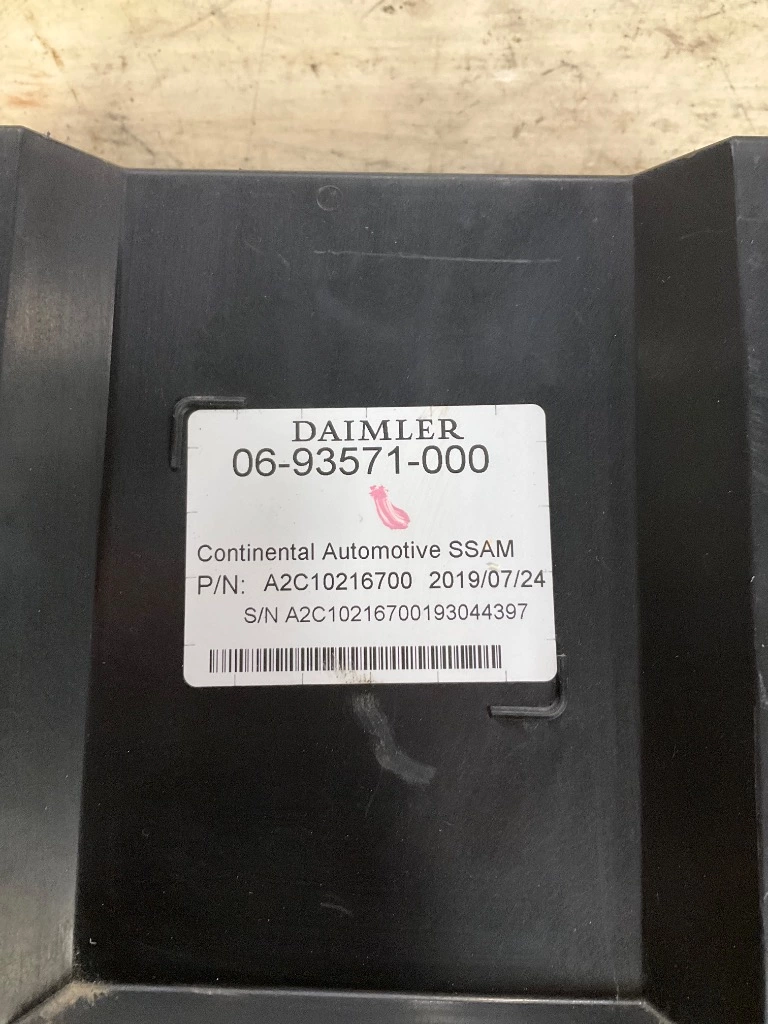 DAIMLER
06-93571-000
Continental Automotive SSAM
P/N: A2C10216700 2019/07/24
S/N A2C10216700193044397